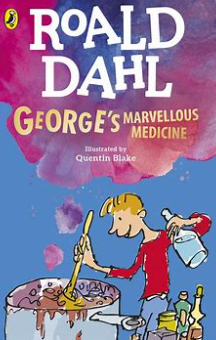 ROALD
DAHL
GEORGE'S MARVELLOUS
MEDICINE
Illustrated by
Quentin Blake